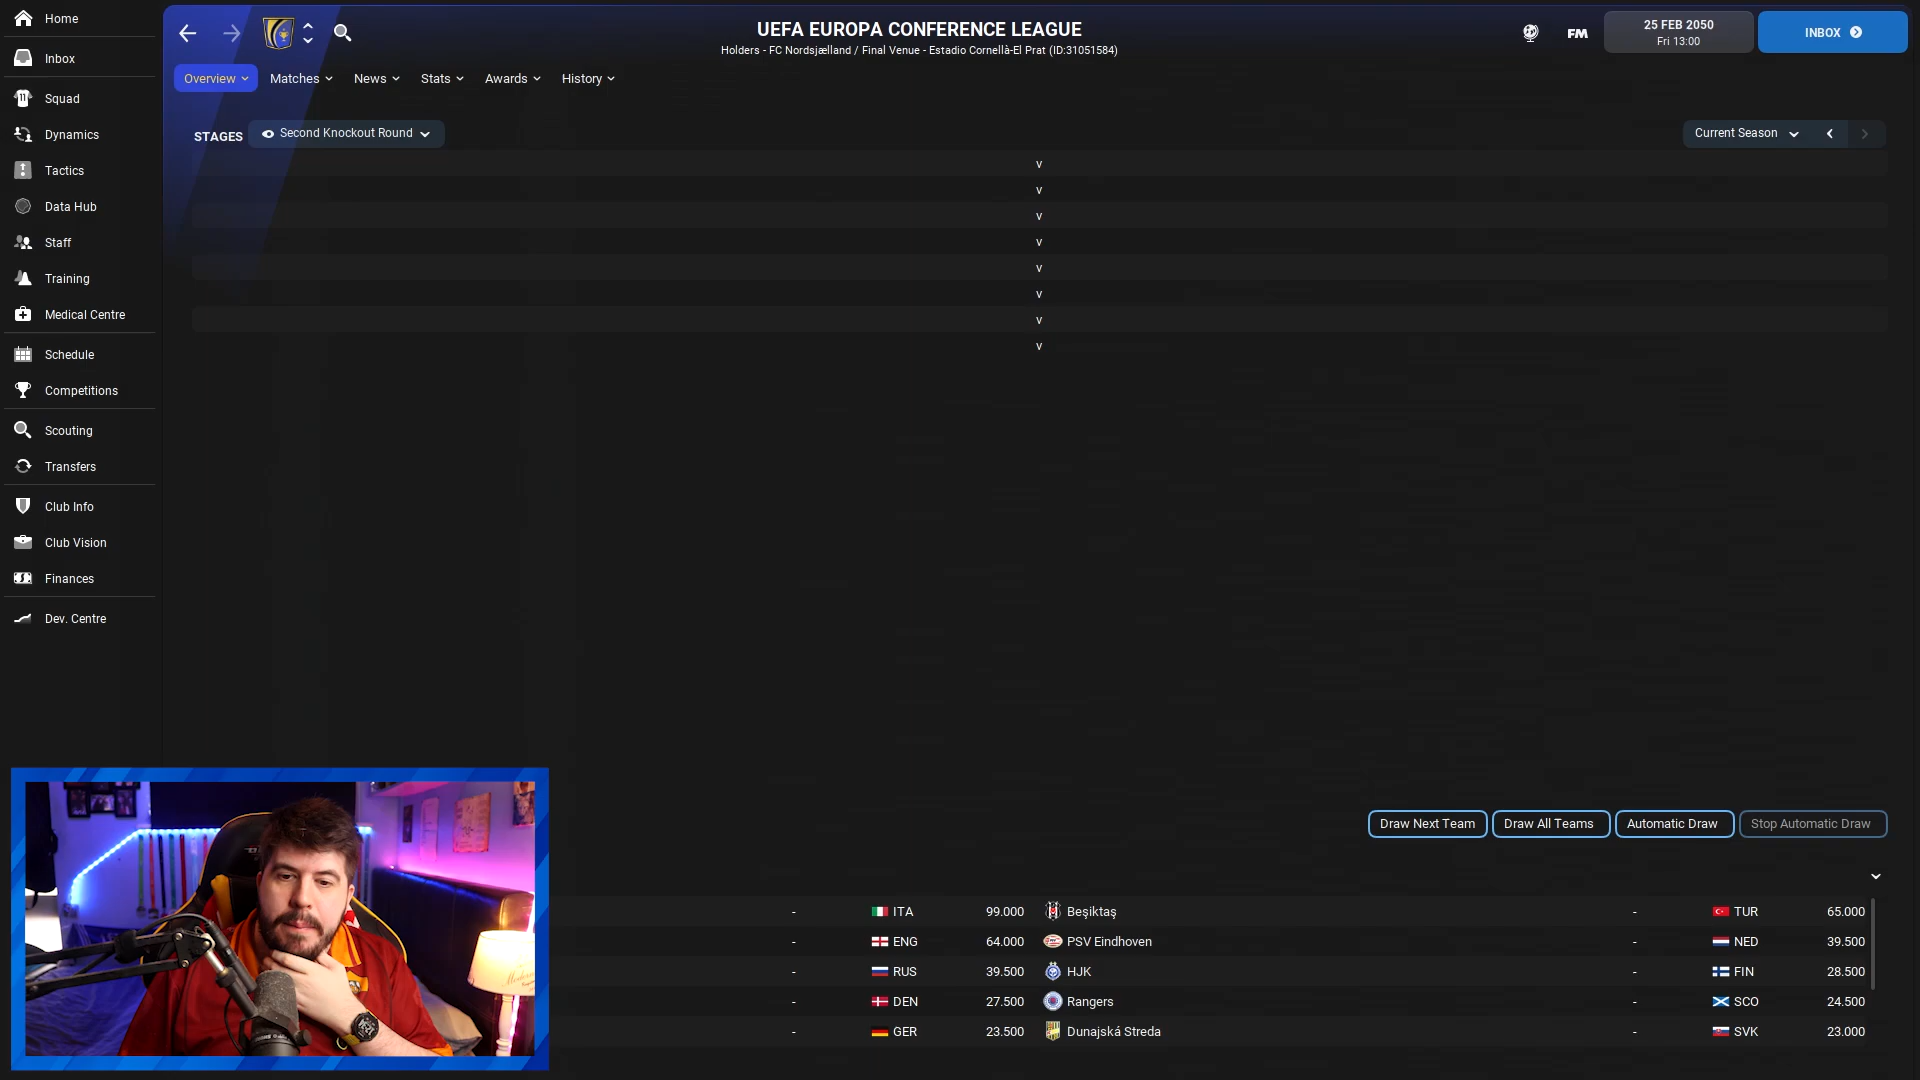 Home
Inbox
Squad
Dynamics
Tactics
Data Hub
Staff
Training
Medical Centre
Schedule
Competitions
Scouting
Transfers
Club Info
Club Vision
Finances
Dev. Centre
UEFA EUROPA CONFERENCE LEAGUE
Holders - FC Nordsjælland / Final Venue - Estadio Cornellà-El Prat (ID:31051584)
FM
25 FEB 2050
Fri 13:00
INBOX
Overview Matches News Stats Awards History
STAGES Second Knockout Round
Current Season
v
v
v
v
v
v
v
v
Draw Next Team Draw All Teams Automatic Draw Stop Automatic Draw
- ITA 99.000 Beşiktaş - TUR 65.000
- ENG 64.000 PSV Eindhoven - NED 39.500
- RUS 39.500 HJK - FIN 28.500
- DEN 27.500 Rangers - SCO 24.500
- GER 23.500 Dunajská Streda - SVK 23.000